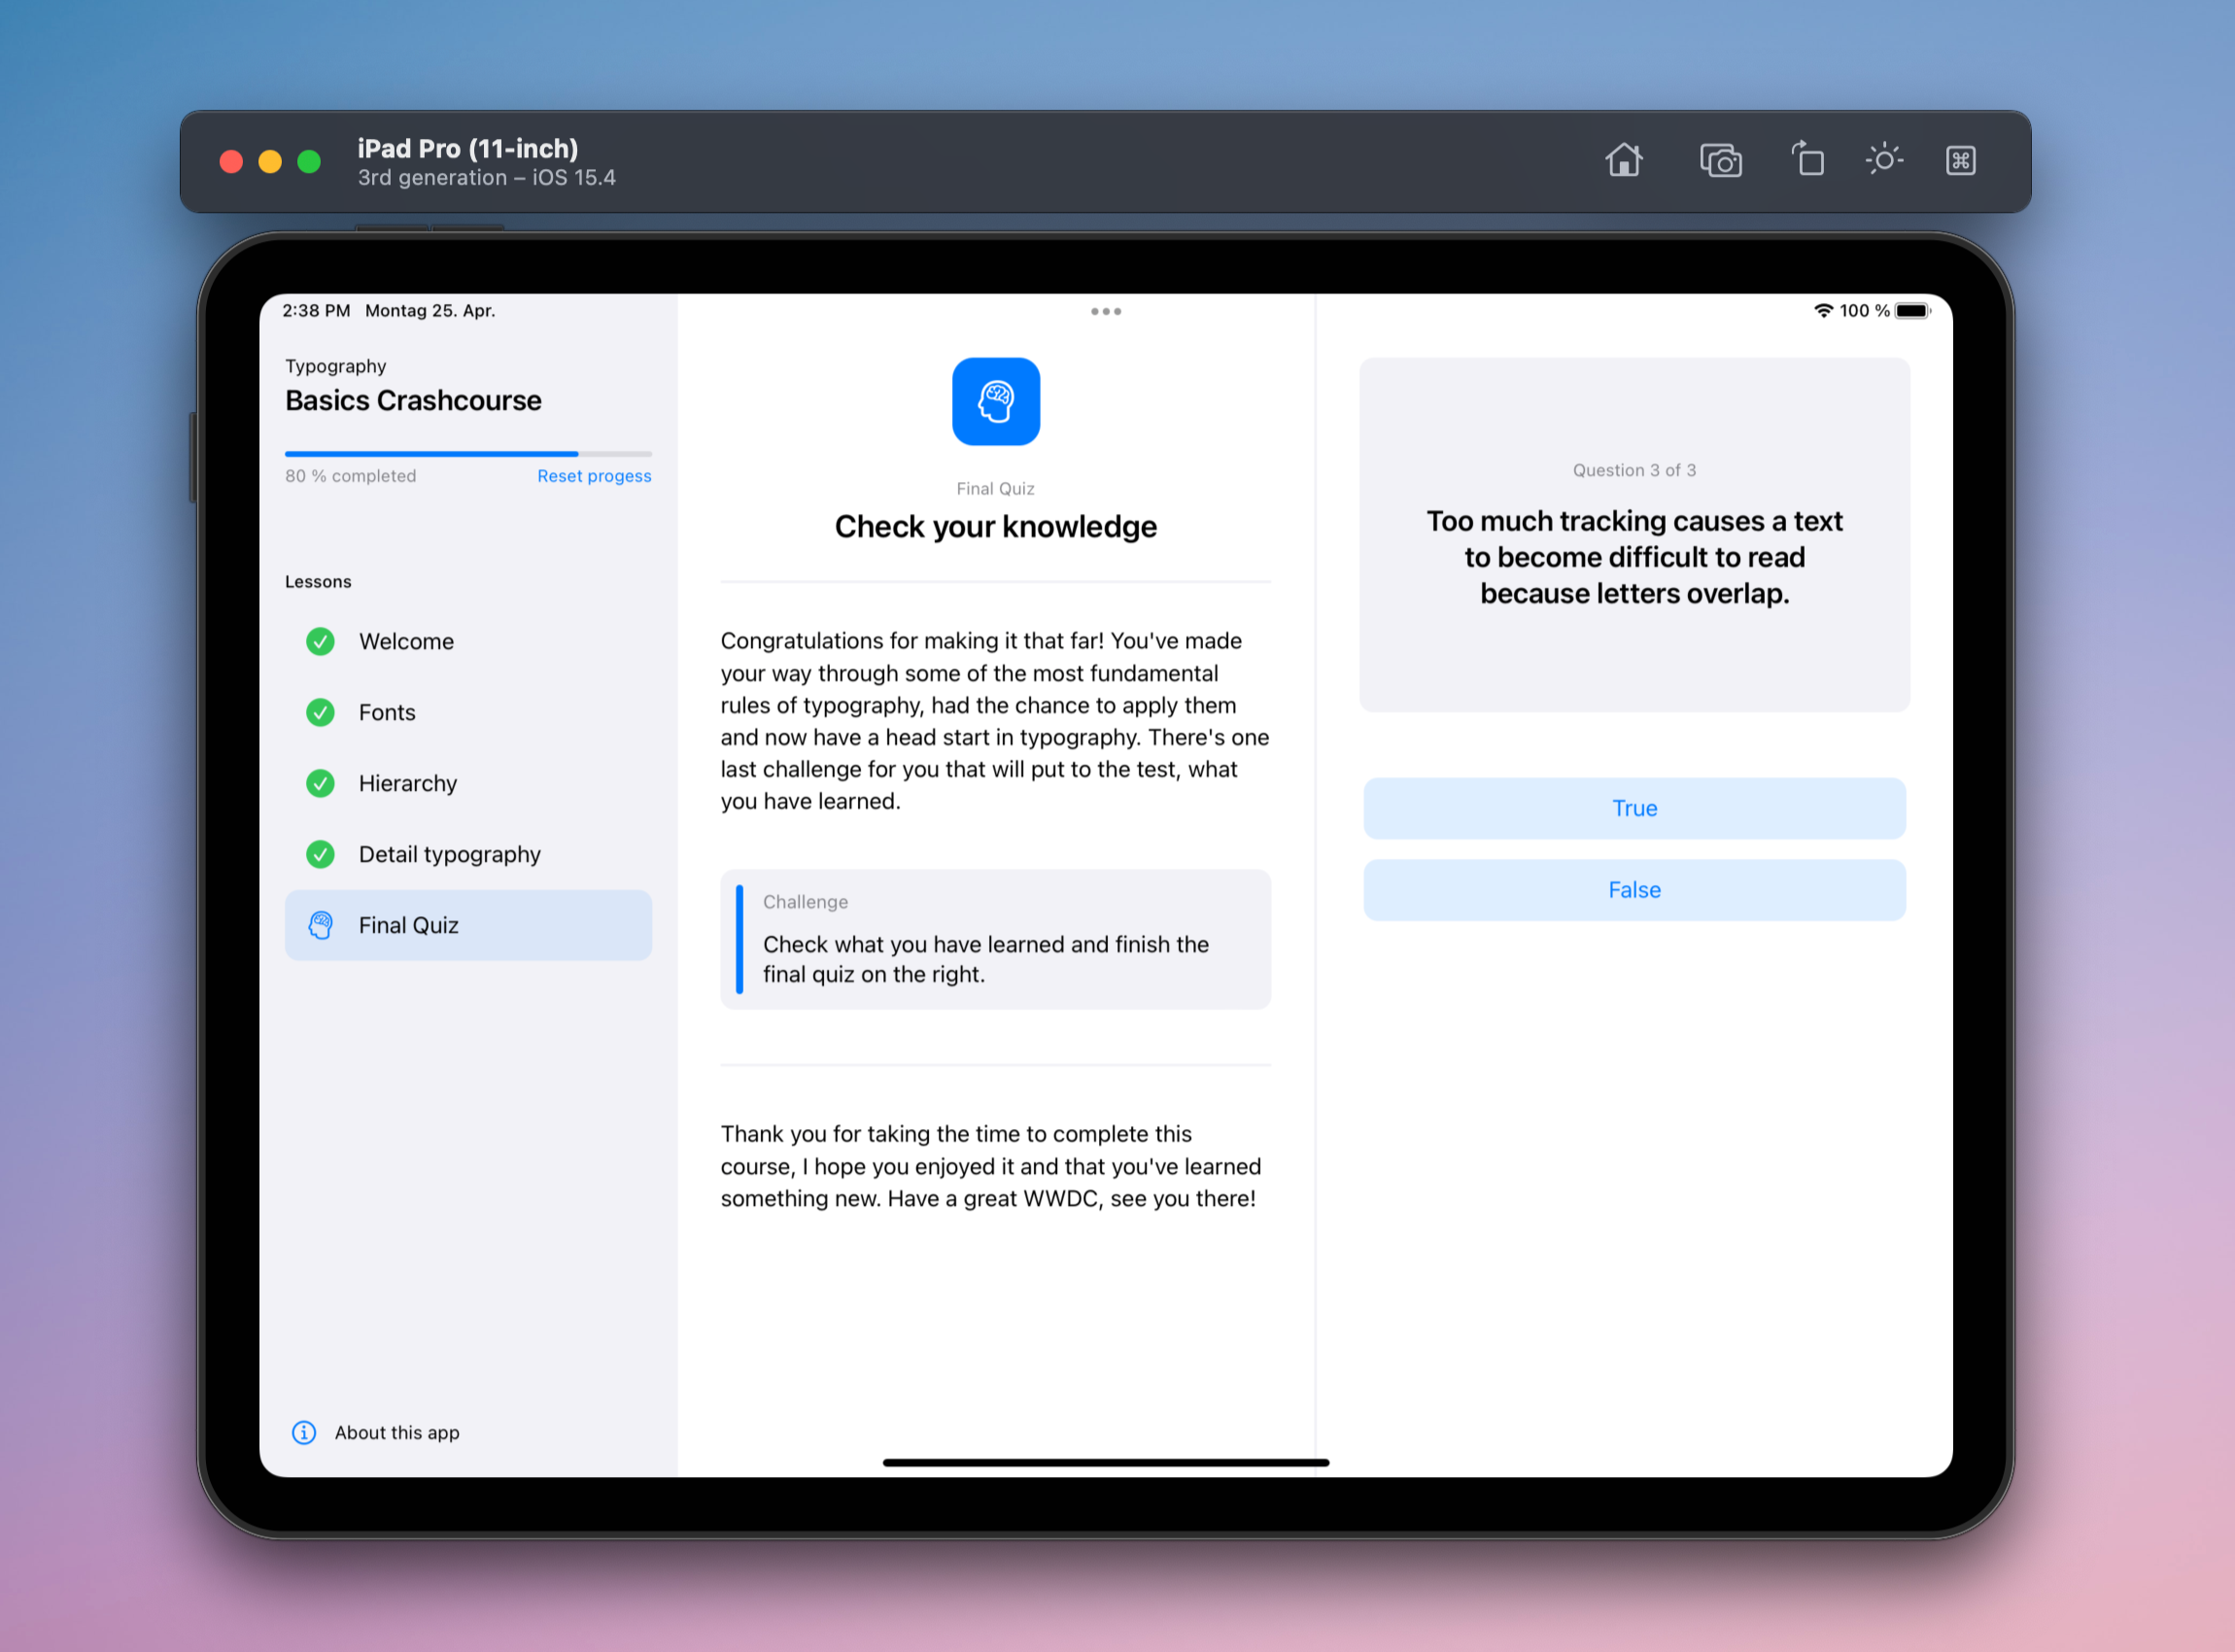 iPad Pro (11-inch)
3rd generation – iOS 15.4
2:38 PM Montag 25. Apr.
100 %
Typography
Basics Crashcourse
80 % completed
Reset progess
Lessons
Welcome
Fonts
Hierarchy
Detail typography
Final Quiz
About this app
Final Quiz
Check your knowledge
Congratulations for making it that far! You've made
your way through some of the most fundamental
rules of typography, had the chance to apply them
and now have a head start in typography. There's one
last challenge for you that will put to the test, what
you have learned.
Challenge
Check what you have learned and finish the
final quiz on the right.
Thank you for taking the time to complete this
course, I hope you enjoyed it and that you've learned
something new. Have a great WWDC, see you there!
Question 3 of 3
Too much tracking causes a text
to become difficult to read
because letters overlap.
True
False